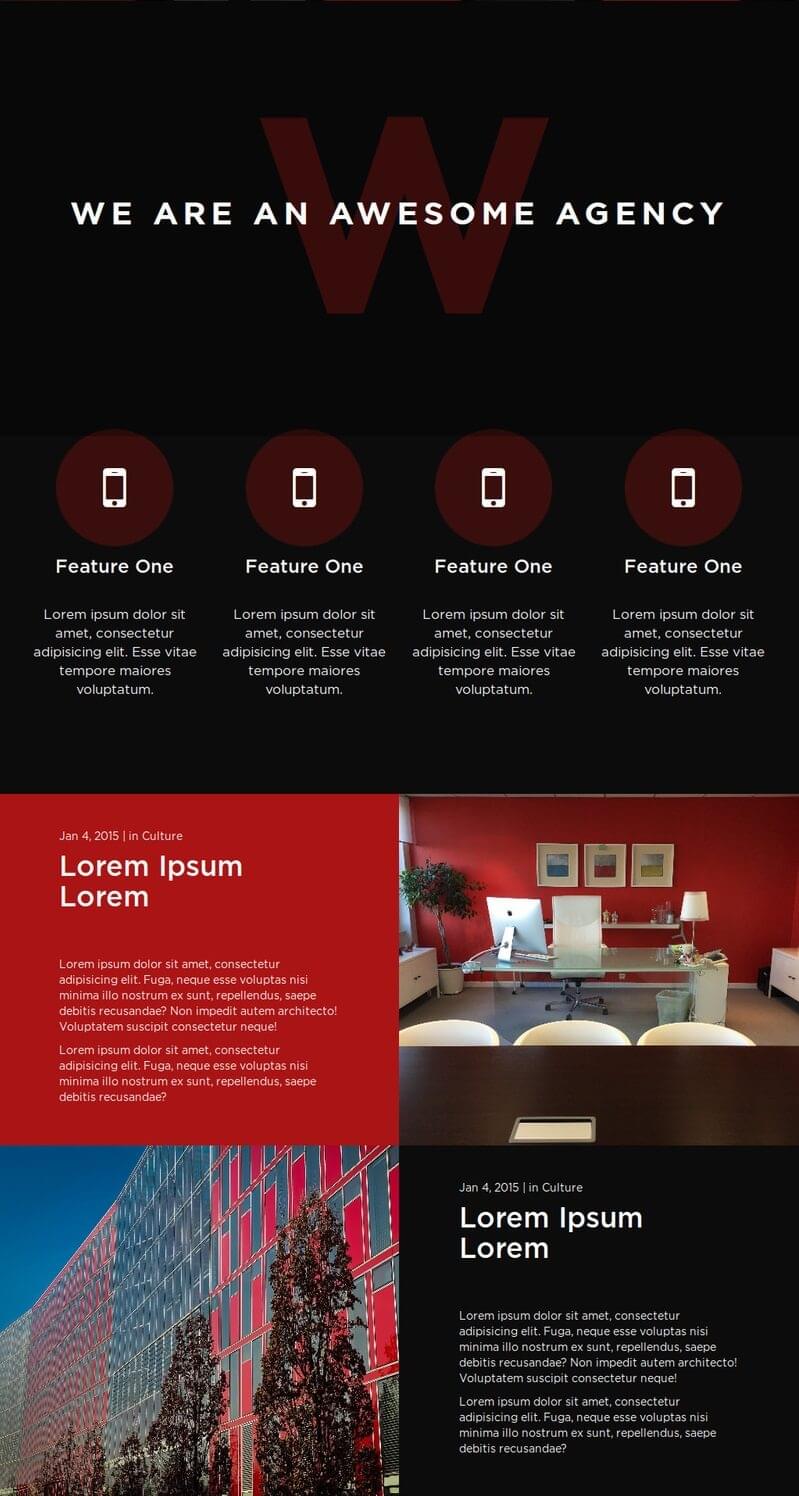 W
WE ARE AN AWESOME AGENCY
Feature One
Lorem ipsum dolor sit
amet, consectetur
adipisicing elit. Esse vitae
tempore maiores
voluptatum.
Feature One
Lorem ipsum dolor sit
amet, consectetur
adipisicing elit. Esse vitae
tempore maiores
voluptatum.
Feature One
Lorem ipsum dolor sit
amet, consectetur
adipisicing elit. Esse vitae
tempore maiores
voluptatum.
Feature One
Lorem ipsum dolor sit
amet, consectetur
adipisicing elit. Esse vitae
tempore maiores
voluptatum.
Jan 4, 2015 | in Culture
Lorem Ipsum
Lorem
Lorem ipsum dolor sit amet, consectetur
adipisicing elit. Fuga, neque esse voluptas nisi
minima illo nostrum ex sunt, repellendus, saepe
debitis recusandae? Non impedit autem architecto!
Voluptatem suscipit consectetur neque!
Lorem ipsum dolor sit amet, consectetur
adipisicing elit. Fuga, neque esse voluptas nisi
minima illo nostrum ex sunt, repellendus, saepe
debitis recusandae?
Jan 4, 2015 | in Culture
Lorem Ipsum
Lorem
Lorem ipsum dolor sit amet, consectetur
adipisicing elit. Fuga, neque esse voluptas nisi
minima illo nostrum ex sunt, repellendus, saepe
debitis recusandae? Non impedit autem architecto!
Voluptatem suscipit consectetur neque!
Lorem ipsum dolor sit amet, consectetur
adipisicing elit. Fuga, neque esse voluptas nisi
minima illo nostrum ex sunt, repellendus, saepe
debitis recusandae?